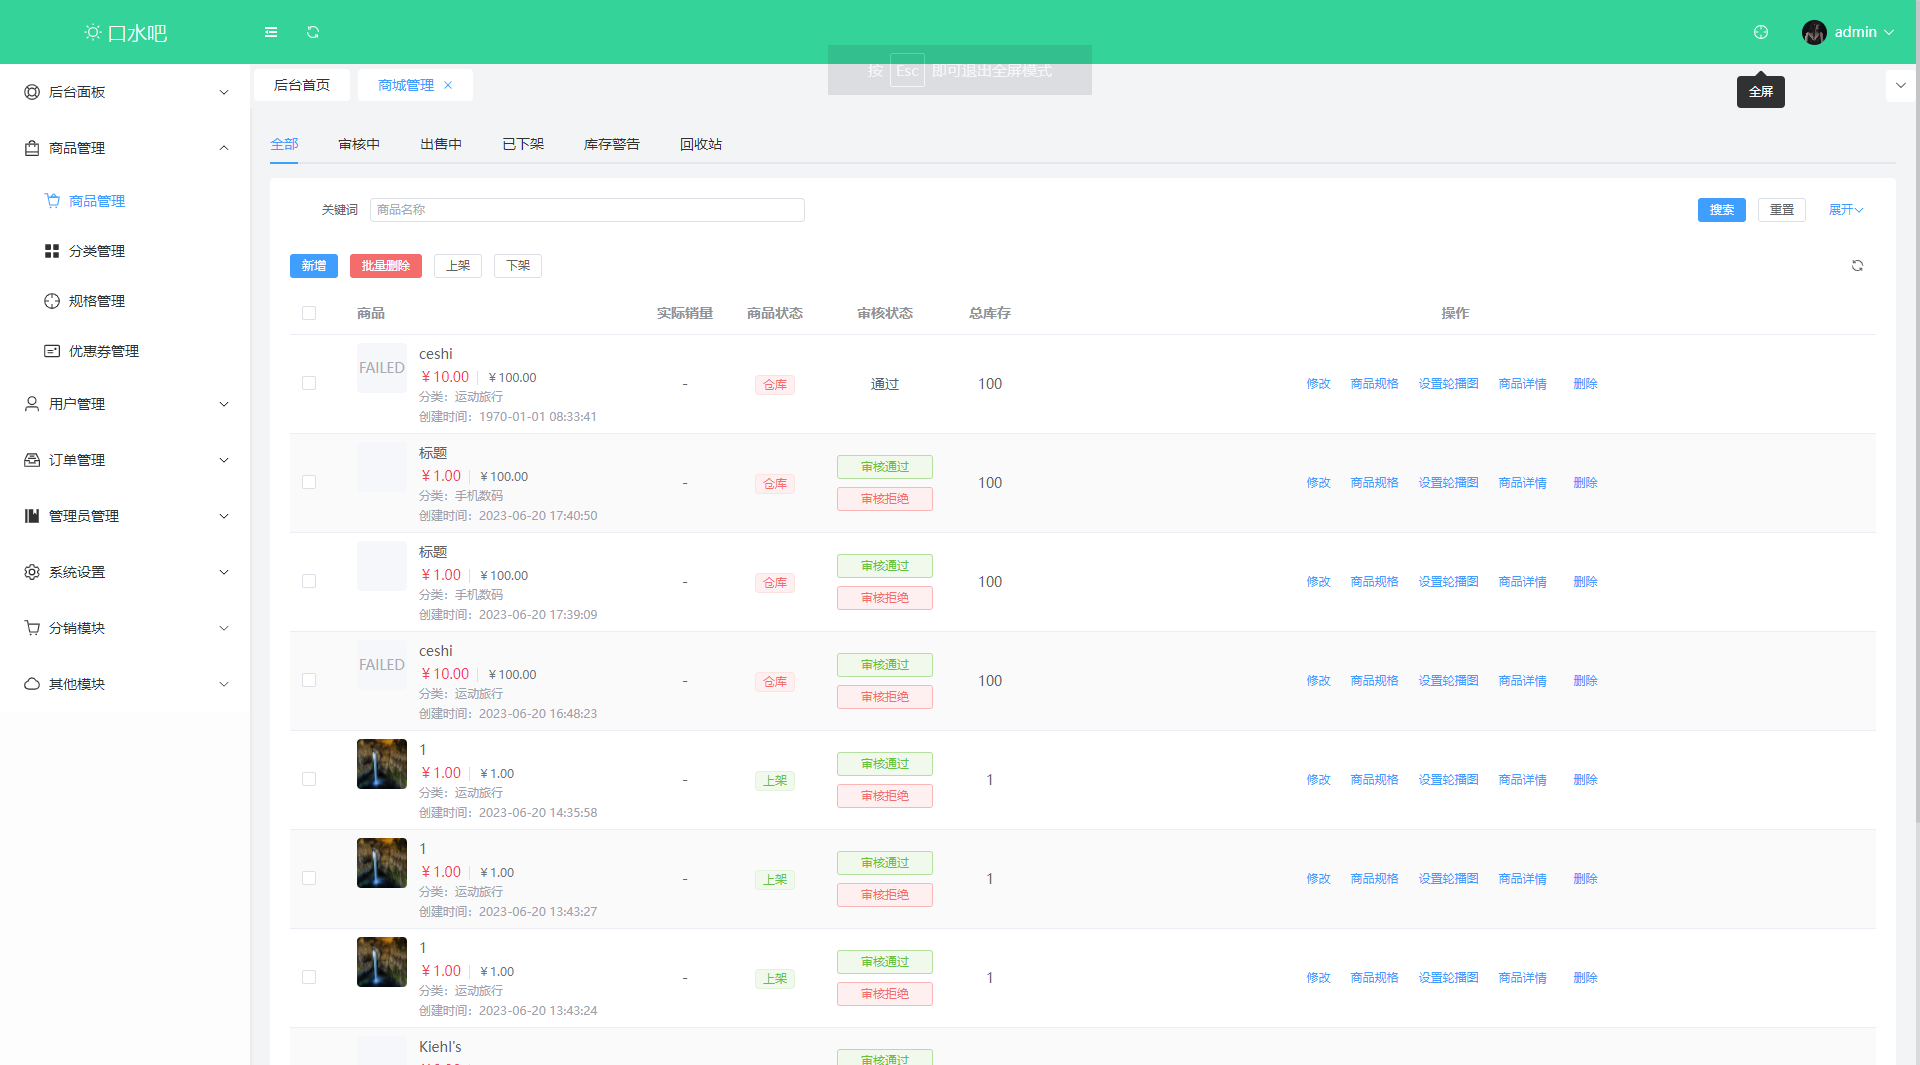 口水吧
admin
按 Esc 即可退出全屏模式
全屏
后台面板
商品管理
商品管理
分类管理
规格管理
优惠券管理
用户管理
订单管理
管理员管理
系统设置
分销模块
其他模块
后台首页 商城管理
全部 审核中 出售中 已下架 库存警告 回收站
关键词 商品名称 搜索 重置 展开
新增 批量删除 上架 下架
商品 实际销量 商品状态 审核状态 总库存 操作
FAILED
ceshi
￥10.00 ￥100.00
分类：运动旅行
创建时间：1970-01-01 08:33:41
- 仓库 通过 100 修改 商品规格 设置轮播图 商品详情 删除
标题
￥1.00 ￥100.00
分类：手机数码
创建时间：2023-06-20 17:40:50
- 仓库 审核通过 审核拒绝 100 修改 商品规格 设置轮播图 商品详情 删除
标题
￥1.00 ￥100.00
分类：手机数码
创建时间：2023-06-20 17:39:09
- 仓库 审核通过 审核拒绝 100 修改 商品规格 设置轮播图 商品详情 删除
FAILED
ceshi
￥10.00 ￥100.00
分类：运动旅行
创建时间：2023-06-20 16:48:23
- 仓库 审核通过 审核拒绝 100 修改 商品规格 设置轮播图 商品详情 删除
1
￥1.00 ￥1.00
分类：运动旅行
创建时间：2023-06-20 14:35:58
- 上架 审核通过 审核拒绝 1 修改 商品规格 设置轮播图 商品详情 删除
1
￥1.00 ￥1.00
分类：运动旅行
创建时间：2023-06-20 13:43:27
- 上架 审核通过 审核拒绝 1 修改 商品规格 设置轮播图 商品详情 删除
1
￥1.00 ￥1.00
分类：运动旅行
创建时间：2023-06-20 13:43:24
- 上架 审核通过 审核拒绝 1 修改 商品规格 设置轮播图 商品详情 删除
Kiehl's
审核通过